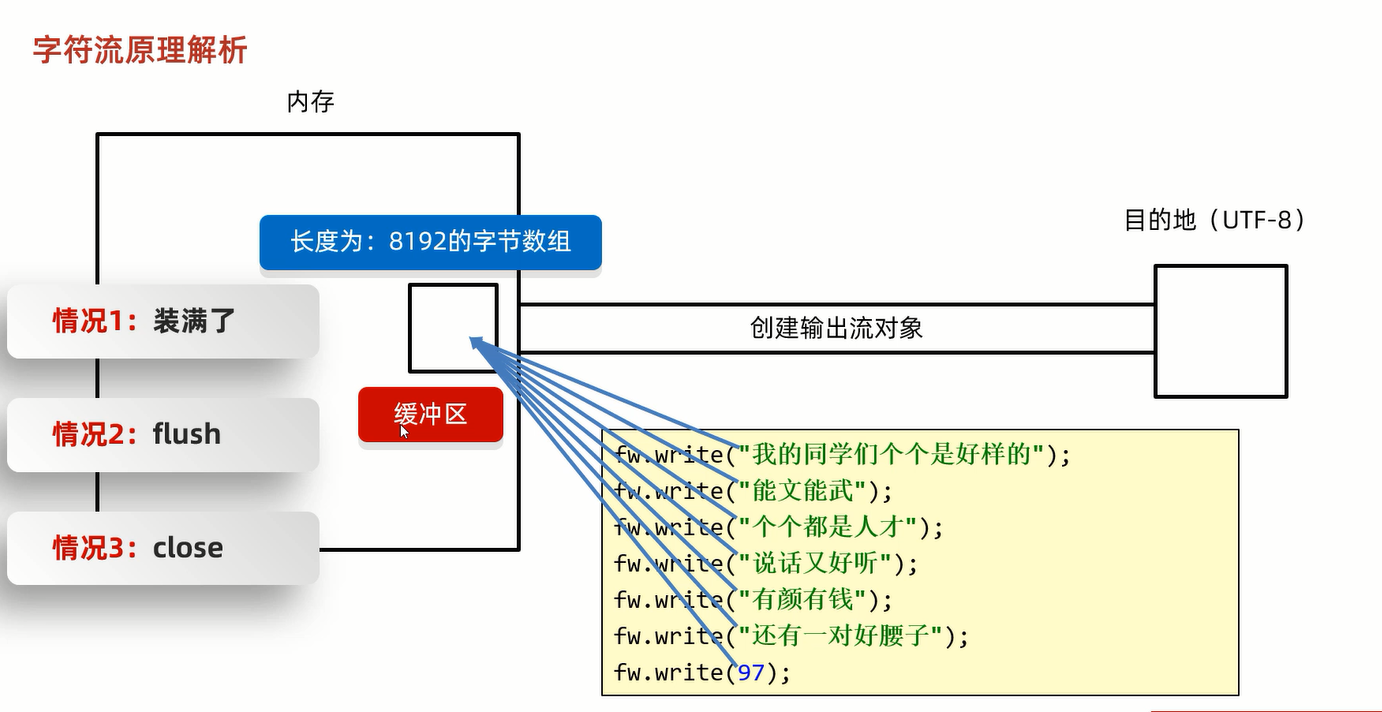 字符流原理解析
内存
长度为：8192的字节数组
目的地（UTF-8）
情况1：装满了
创建输出流对象
缓冲区
情况2：flush
情况3：close
fw.write("我的同学们个个是好样的");
fw.write("能文能武");
fw.write("个个都是人才");
fw.write("说话又好听");
fw.write("有颜有钱");
fw.write("还有一对好腰子");
fw.write(97);